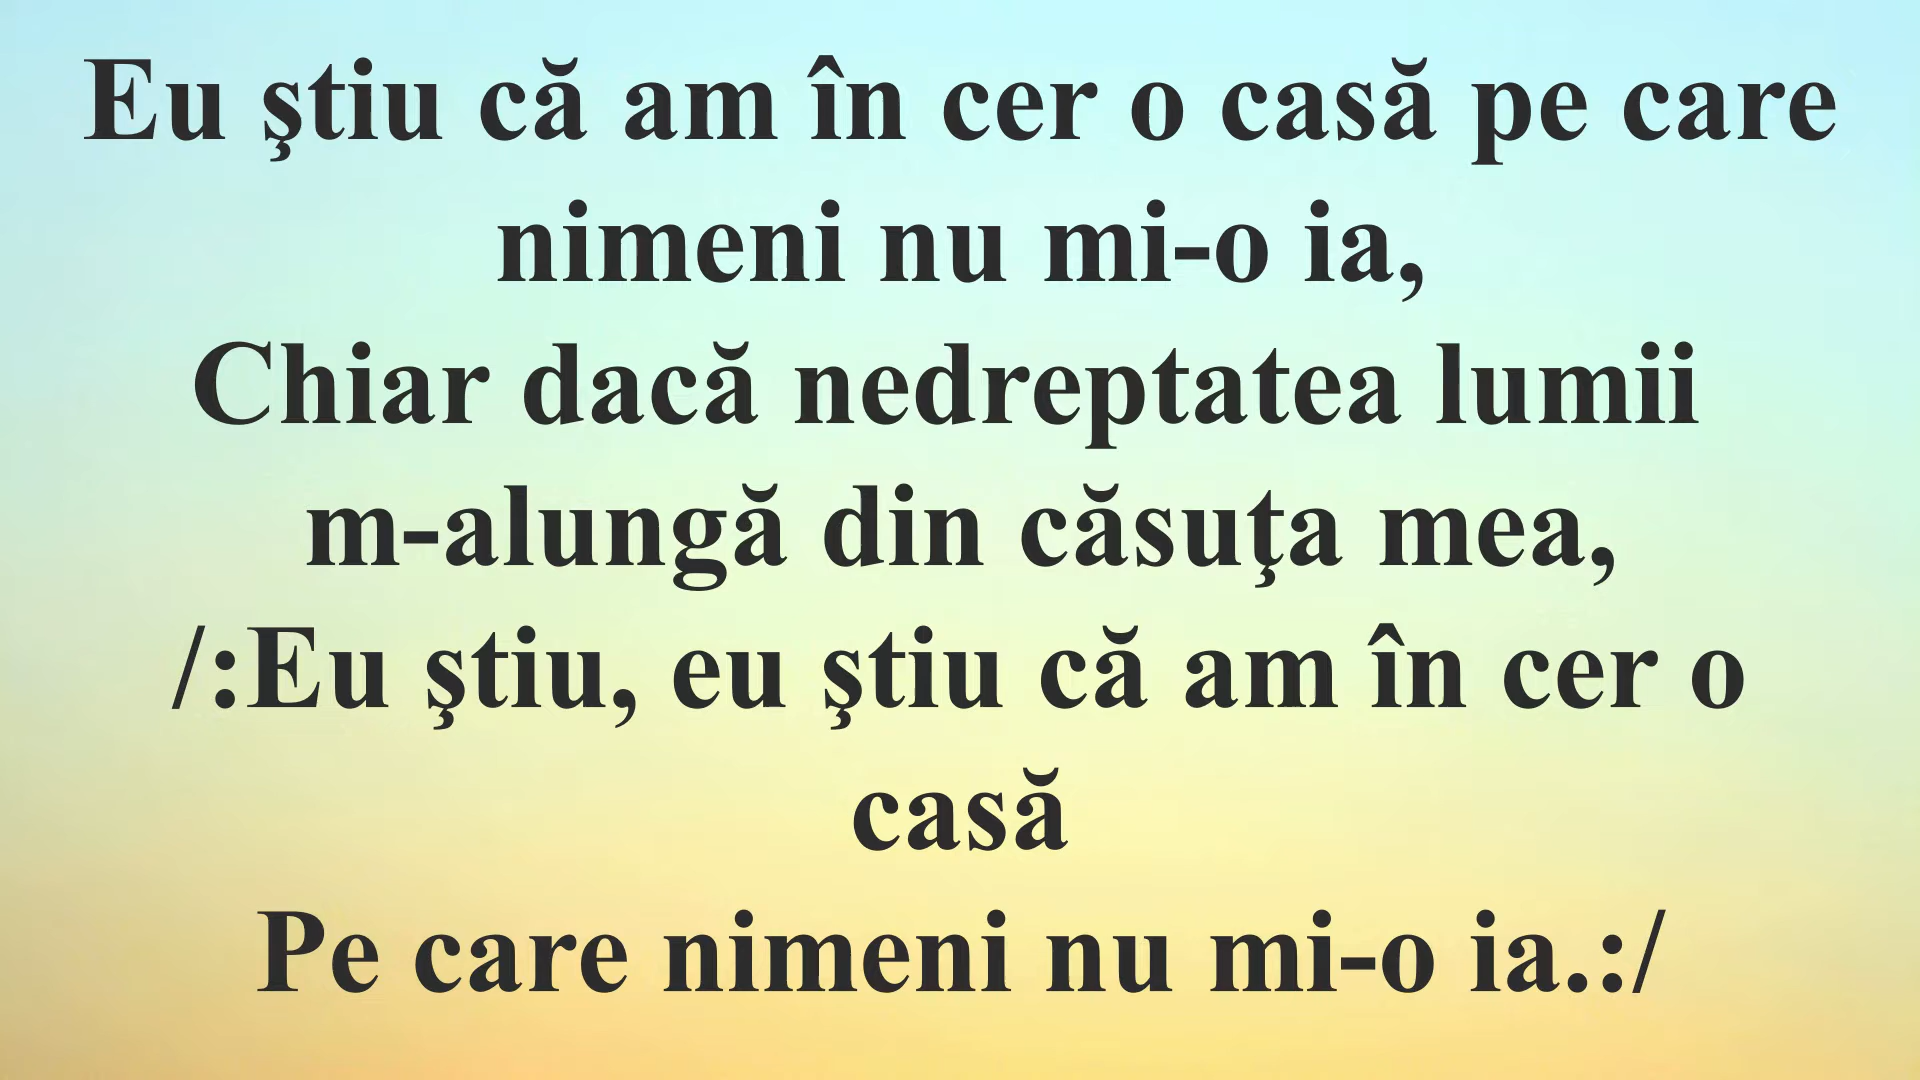 Eu ştiu că am în cer o casă pe care
nimeni nu mi-o ia,
Chiar dacă nedreptatea lumii
m-alungă din căsuţa mea,
/:Eu ştiu, eu ştiu că am în cer o
casă
Pe care nimeni nu mi-o ia.:/